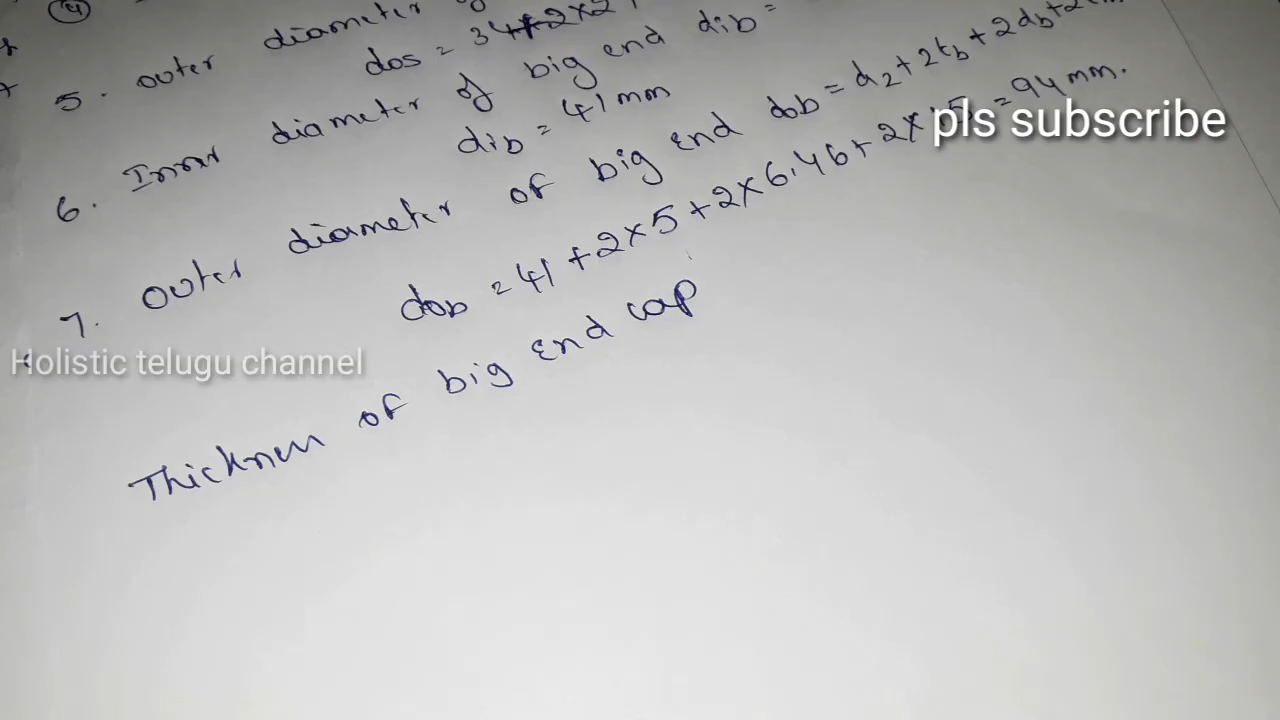 4
5. outer diameter
dos = 34
6. Inner diameter of big end dib =
dib = 41 mm
7. outer diameter of big end dob = d2 + 2tb + 2db + 2
dob = 41 + 2×5 + 2×6.46 + 2× 15 = 94 mm.
pls subscribe
Holistic telugu channel
Thickness of big end cap